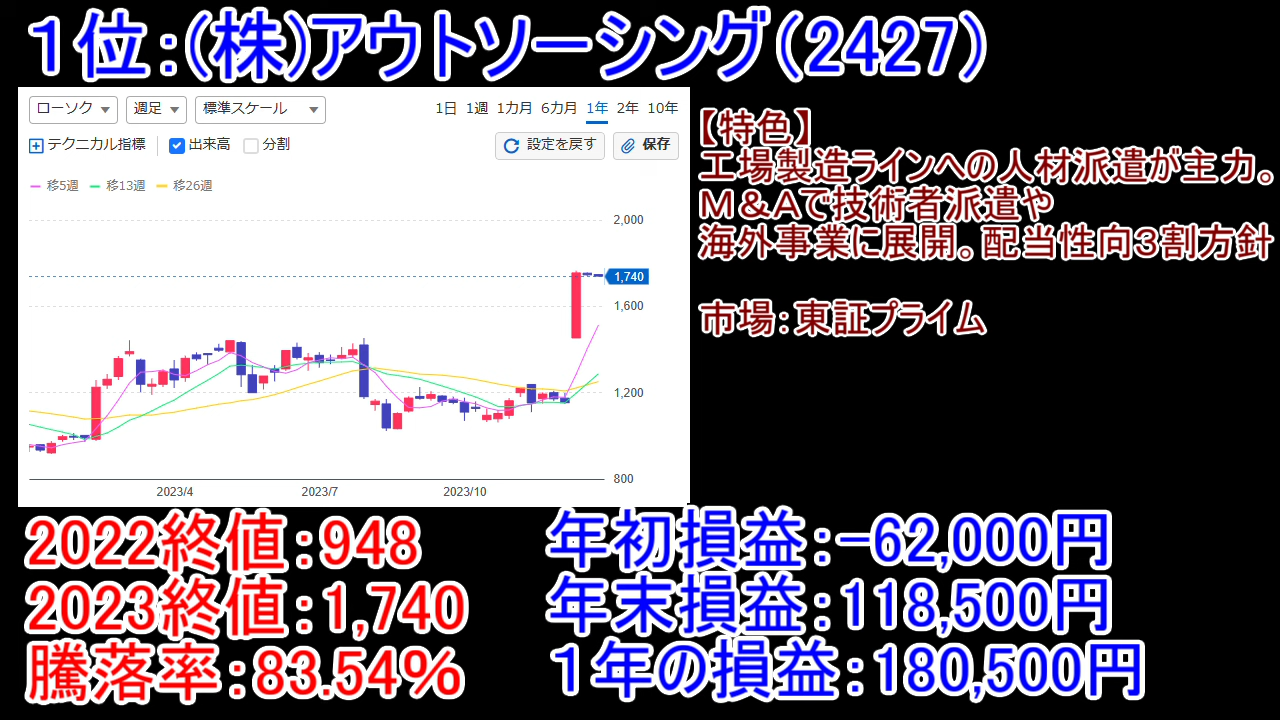 １位：(株)アウトソーシング(2427)
ローソク 週足 標準スケール 1日 1週 1カ月 6カ月 1年 2年 10年
テクニカル指標 出来高 分割 設定を戻す 保存
移5週 移13週 移26週
2,000
1,740
1,600
1,200
800
2023/4 2023/7 2023/10
【特色】
工場製造ラインへの人材派遣が主力。
Ｍ＆Ａで技術者派遣や
海外事業に展開。配当性向３割方針
市場：東証プライム
2022終値：948
2023終値：1,740
騰落率：83.54%
年初損益：-62,000円
年末損益：118,500円
１年の損益：180,500円